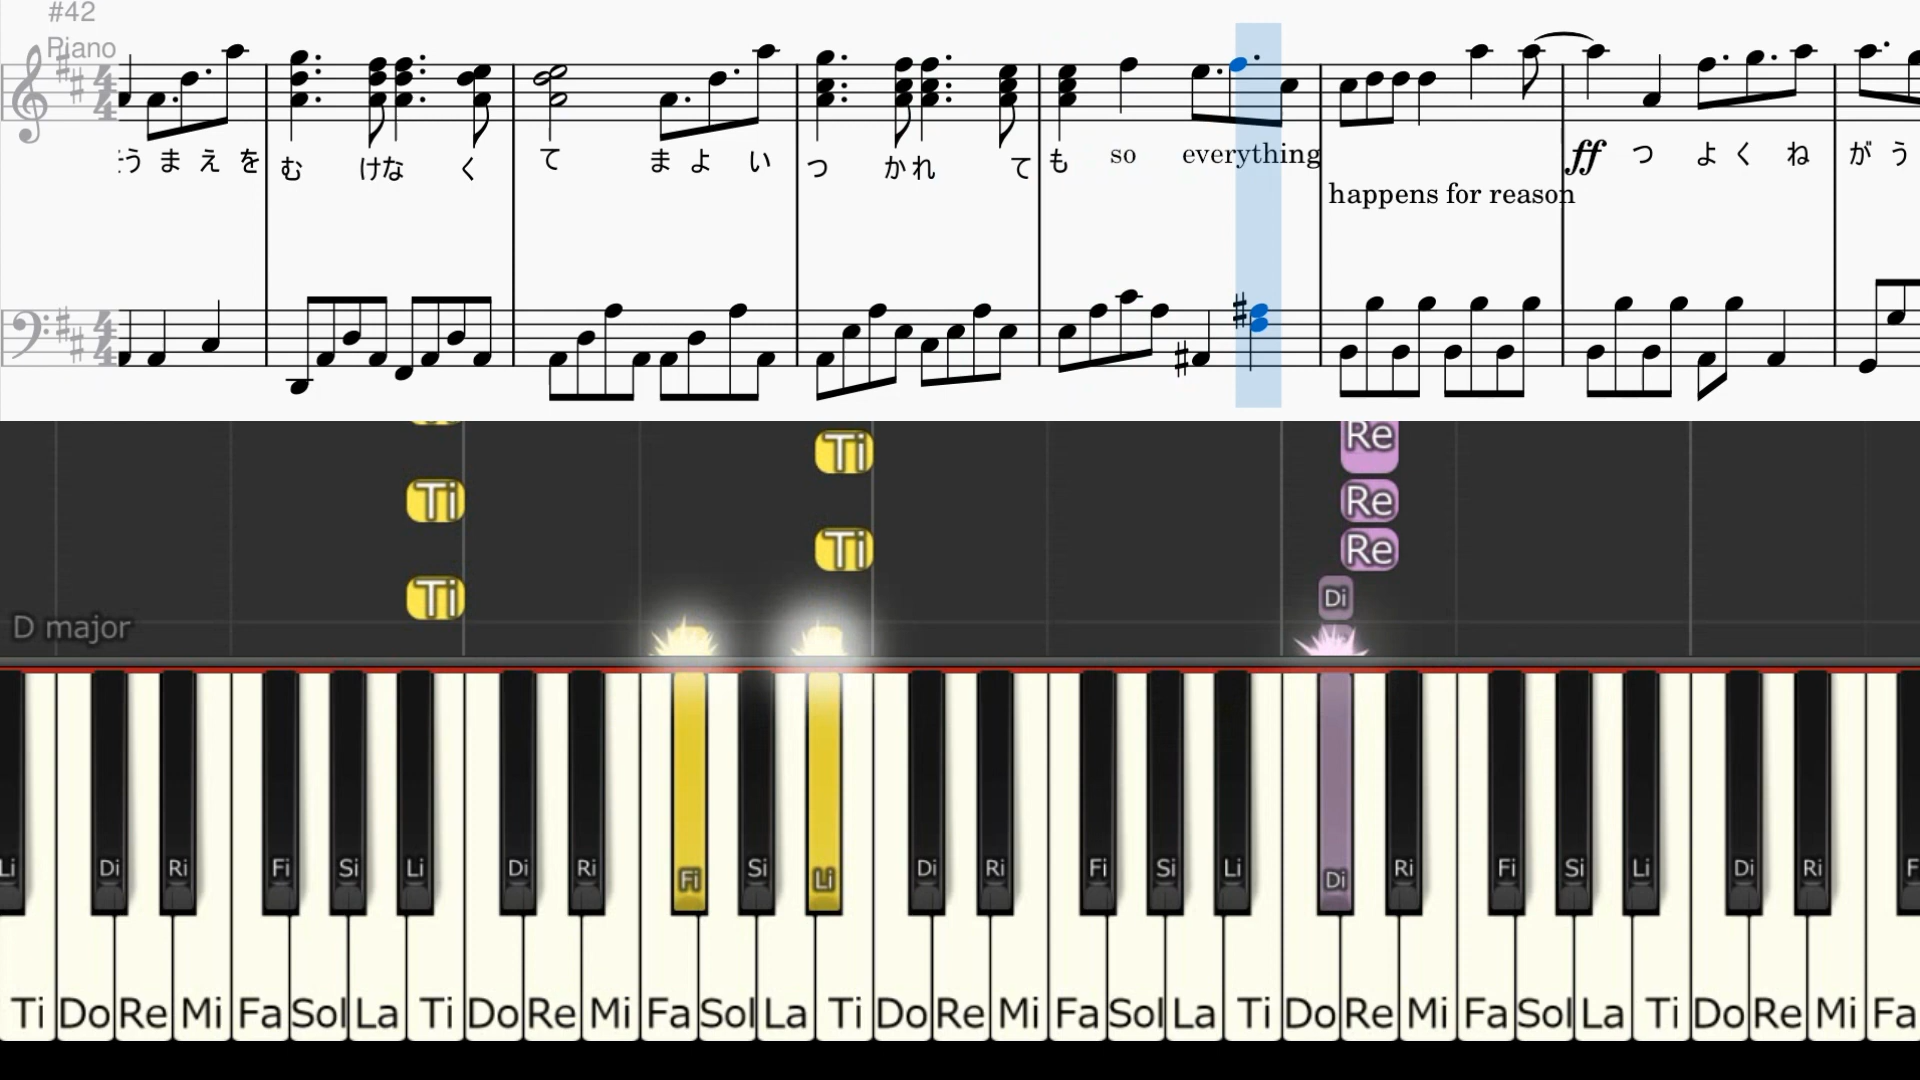 #42
Piano
う ま え を む けな く て ま よ い つ かれ て も so everything ff つ よ く ね が う
happens for reason
Ti Re
Ti Re
Ti Re
Ti Di
D major
Li Di Ri Fi Si Li Di Ri Fi Si Li Di Ri Fi Si Li Di Ri Fi Si Li Di Ri F
Ti Do Re Mi Fa Sol La Ti Do Re Mi Fa Sol La Ti Do Re Mi Fa Sol La Ti Do Re Mi Fa Sol La Ti Do Re Mi Fa